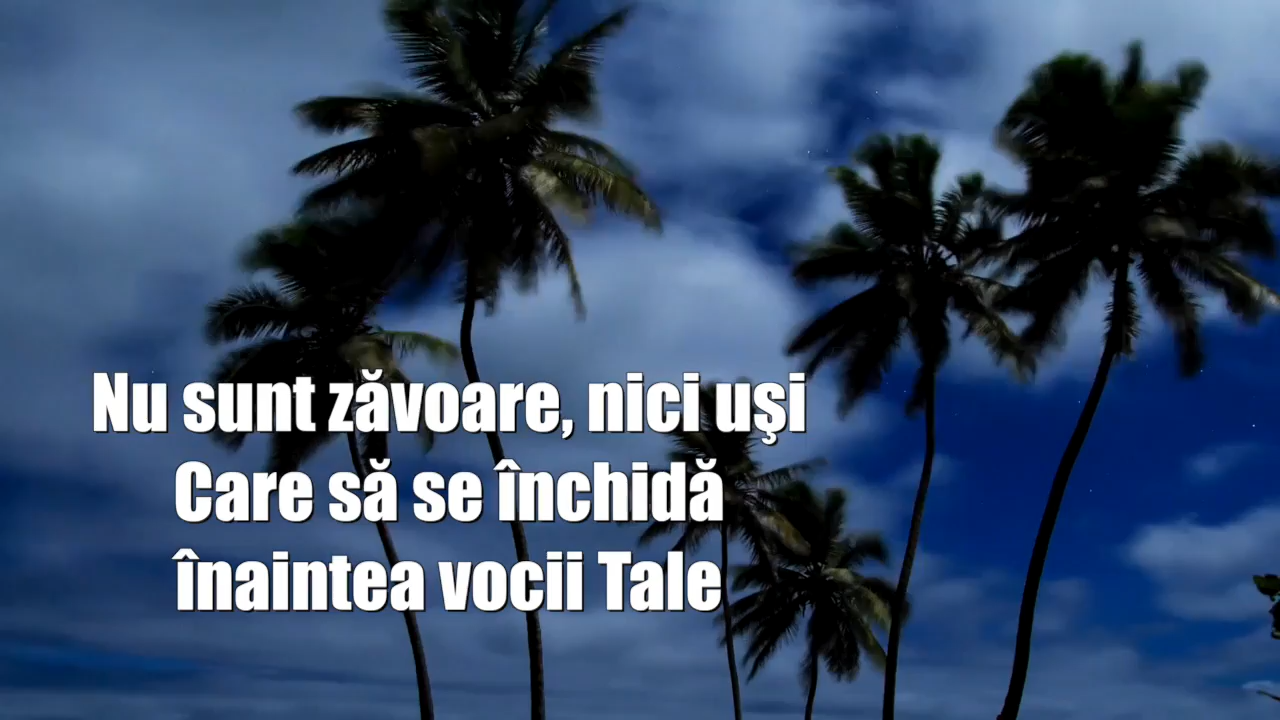 Nu sunt zăvoare, nici uşi
Care să se închidă
înaintea vocii Tale